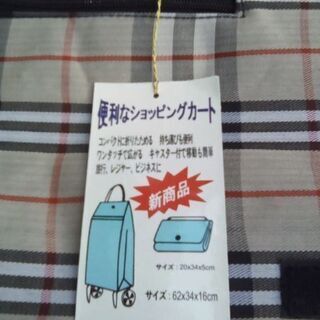 便利なショッピングカート
コンパクトに折りたためる 持ち運びも便利
ワンタッチで広がる キャスター付で移動も簡単
旅行、レジャー、ビジネスに
新商品
サイズ：20x34x5cm
サイズ：62x34x16cm